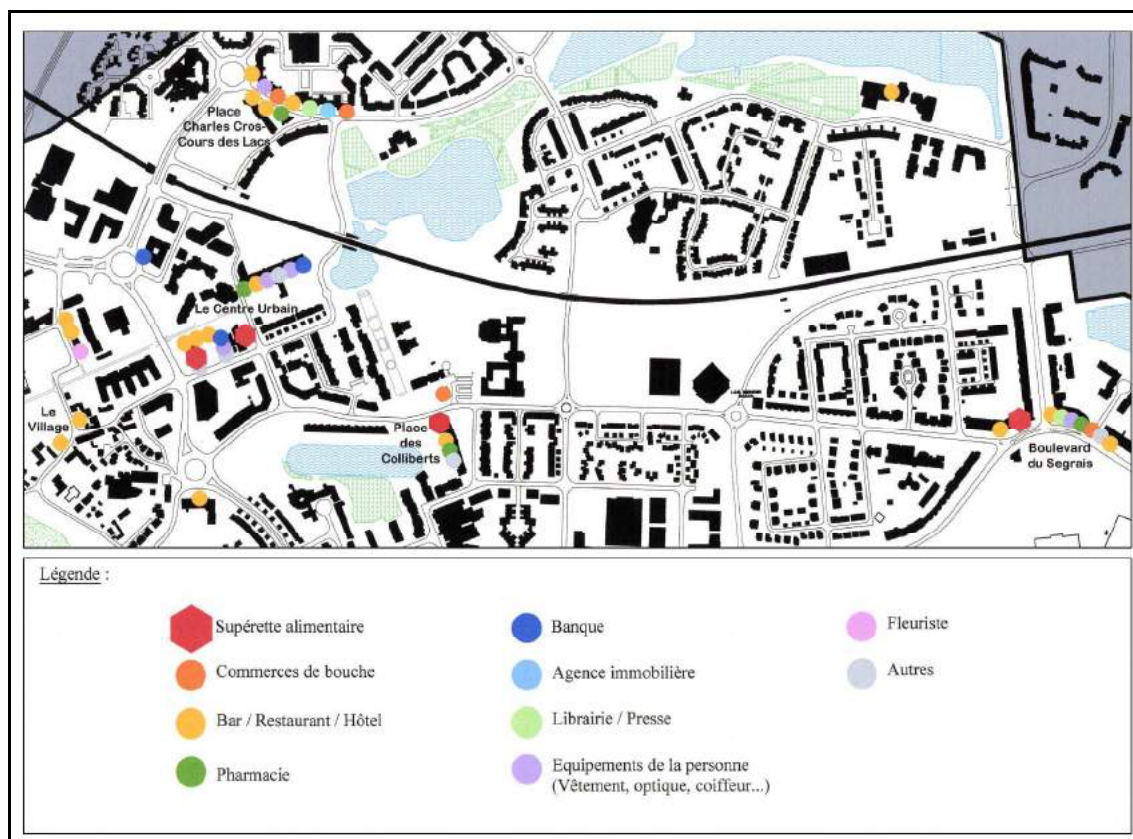 Place
Charles Cros-
Cours des Lacs
Le Centre Urbain
Le
Village
Place
des
Colliberts
Boulevard
du Segrais
Légende :
Supérette alimentaire
Commerces de bouche
Bar / Restaurant / Hôtel
Pharmacie
Banque
Agence immobilière
Librairie / Presse
Equipements de la personne
(Vêtement, optique, coiffeur...)
Fleuriste
Autres